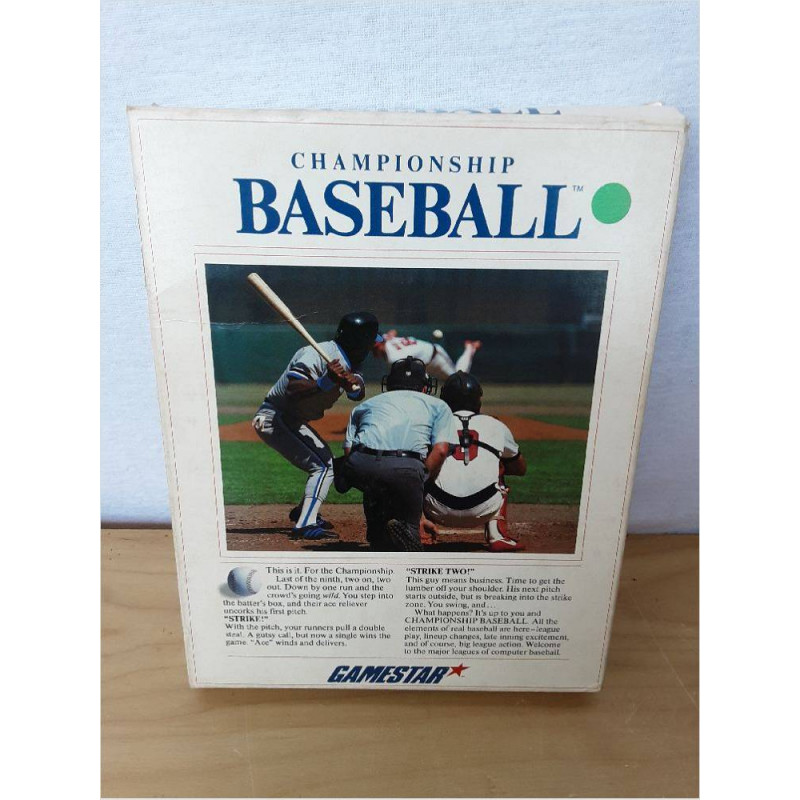 CHAMPIONSHIP
BASEBALL™
This is it. For the Championship
Last of the ninth, two on, two
out. Down by one run and the
crowd's going wild. You step into
the batter's box, and their ace reliever
uncorks his first pitch.
"STRIKE!"
With the pitch, your runners pull a double
steal. A gutsy call, but now a single wins the
game. "Ace" winds and delivers.
"STRIKE TWO!"
This guy means business. Time to get the
lumber off your shoulder. His next pitch
starts outside, but is breaking into the strike
zone. You swing, and...
What happens? It's up to you and
CHAMPIONSHIP BASEBALL. All the
elements of real baseball are here—league
play, lineup changes, late inning excitement,
and of course, big league action. Welcome
to the major leagues of computer baseball.
GAMESTAR